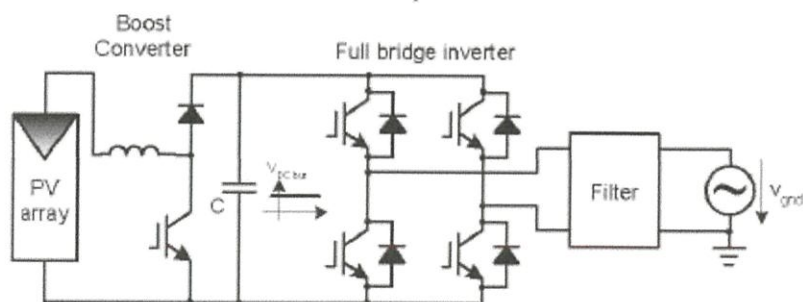 Boost
Converter
Full bridge inverter
PV
array
C
V DC bus
Filter
V grid